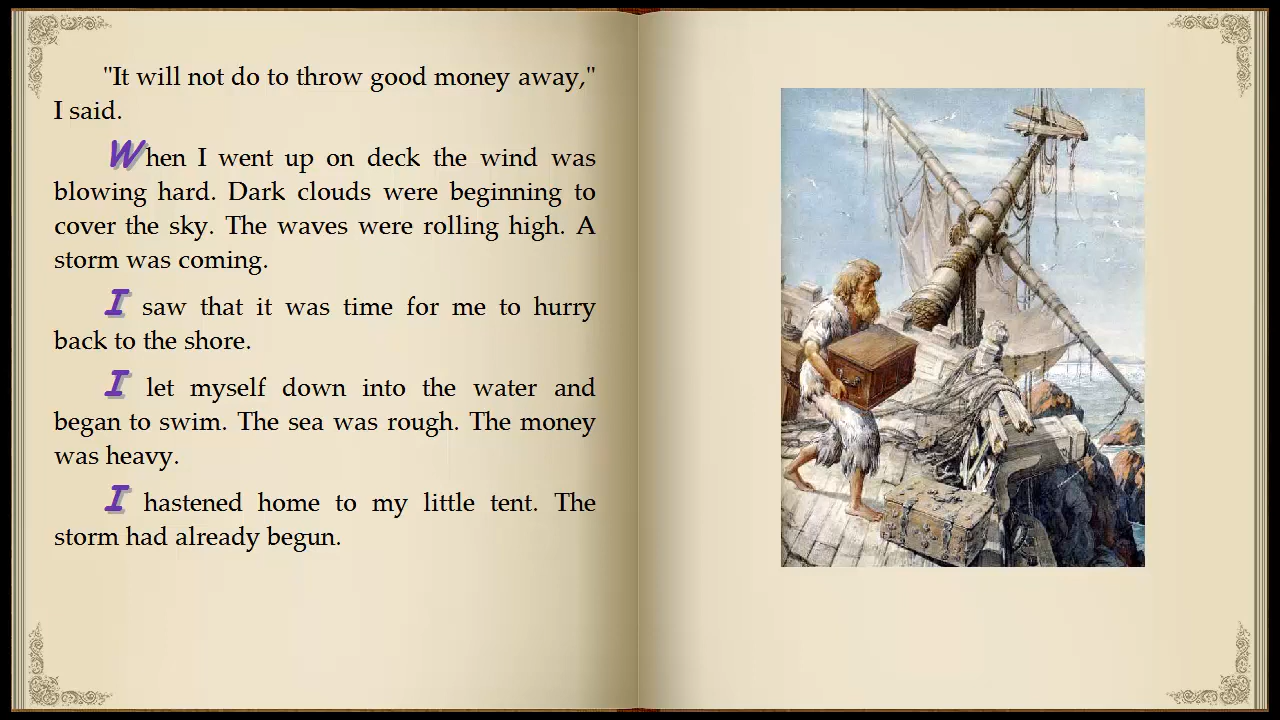 "It will not do to throw good money away,"
I said.
When I went up on deck the wind was
blowing hard. Dark clouds were beginning to
cover the sky. The waves were rolling high. A
storm was coming.
I saw that it was time for me to hurry
back to the shore.
I let myself down into the water and
began to swim. The sea was rough. The money
was heavy.
I hastened home to my little tent. The
storm had already begun.